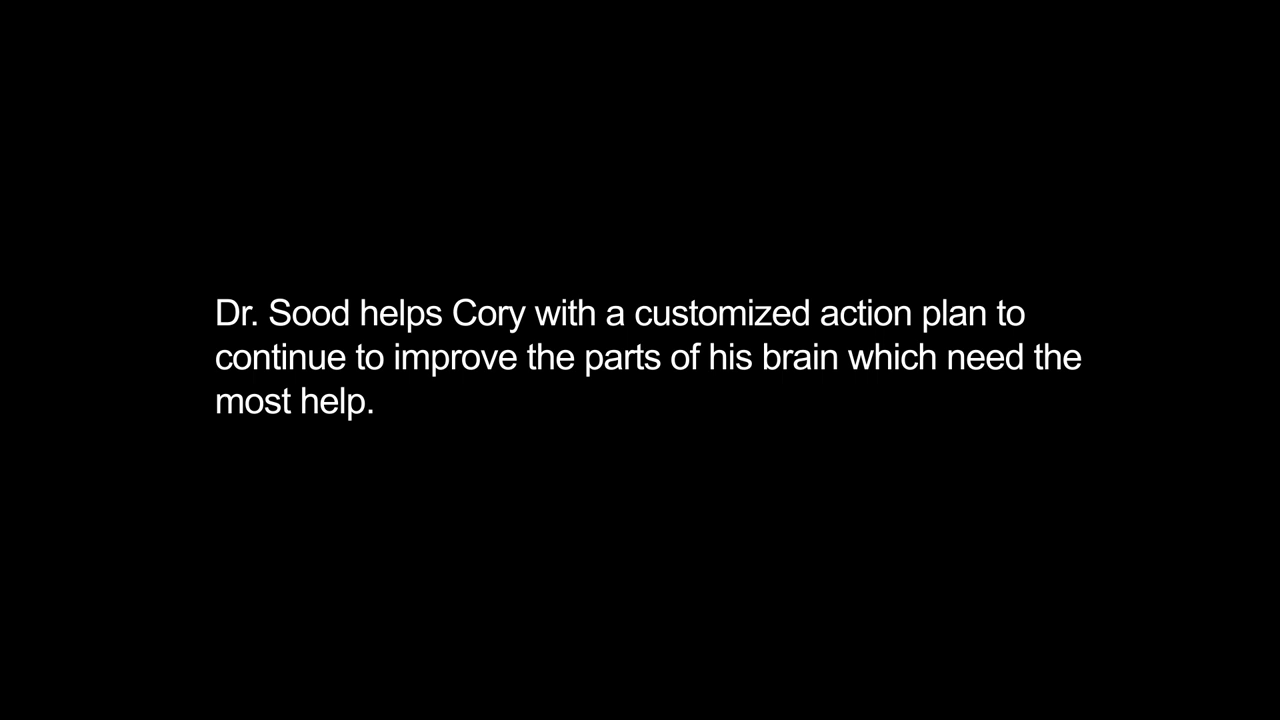 Dr. Sood helps Cory with a customized action plan to
continue to improve the parts of his brain which need the
most help.